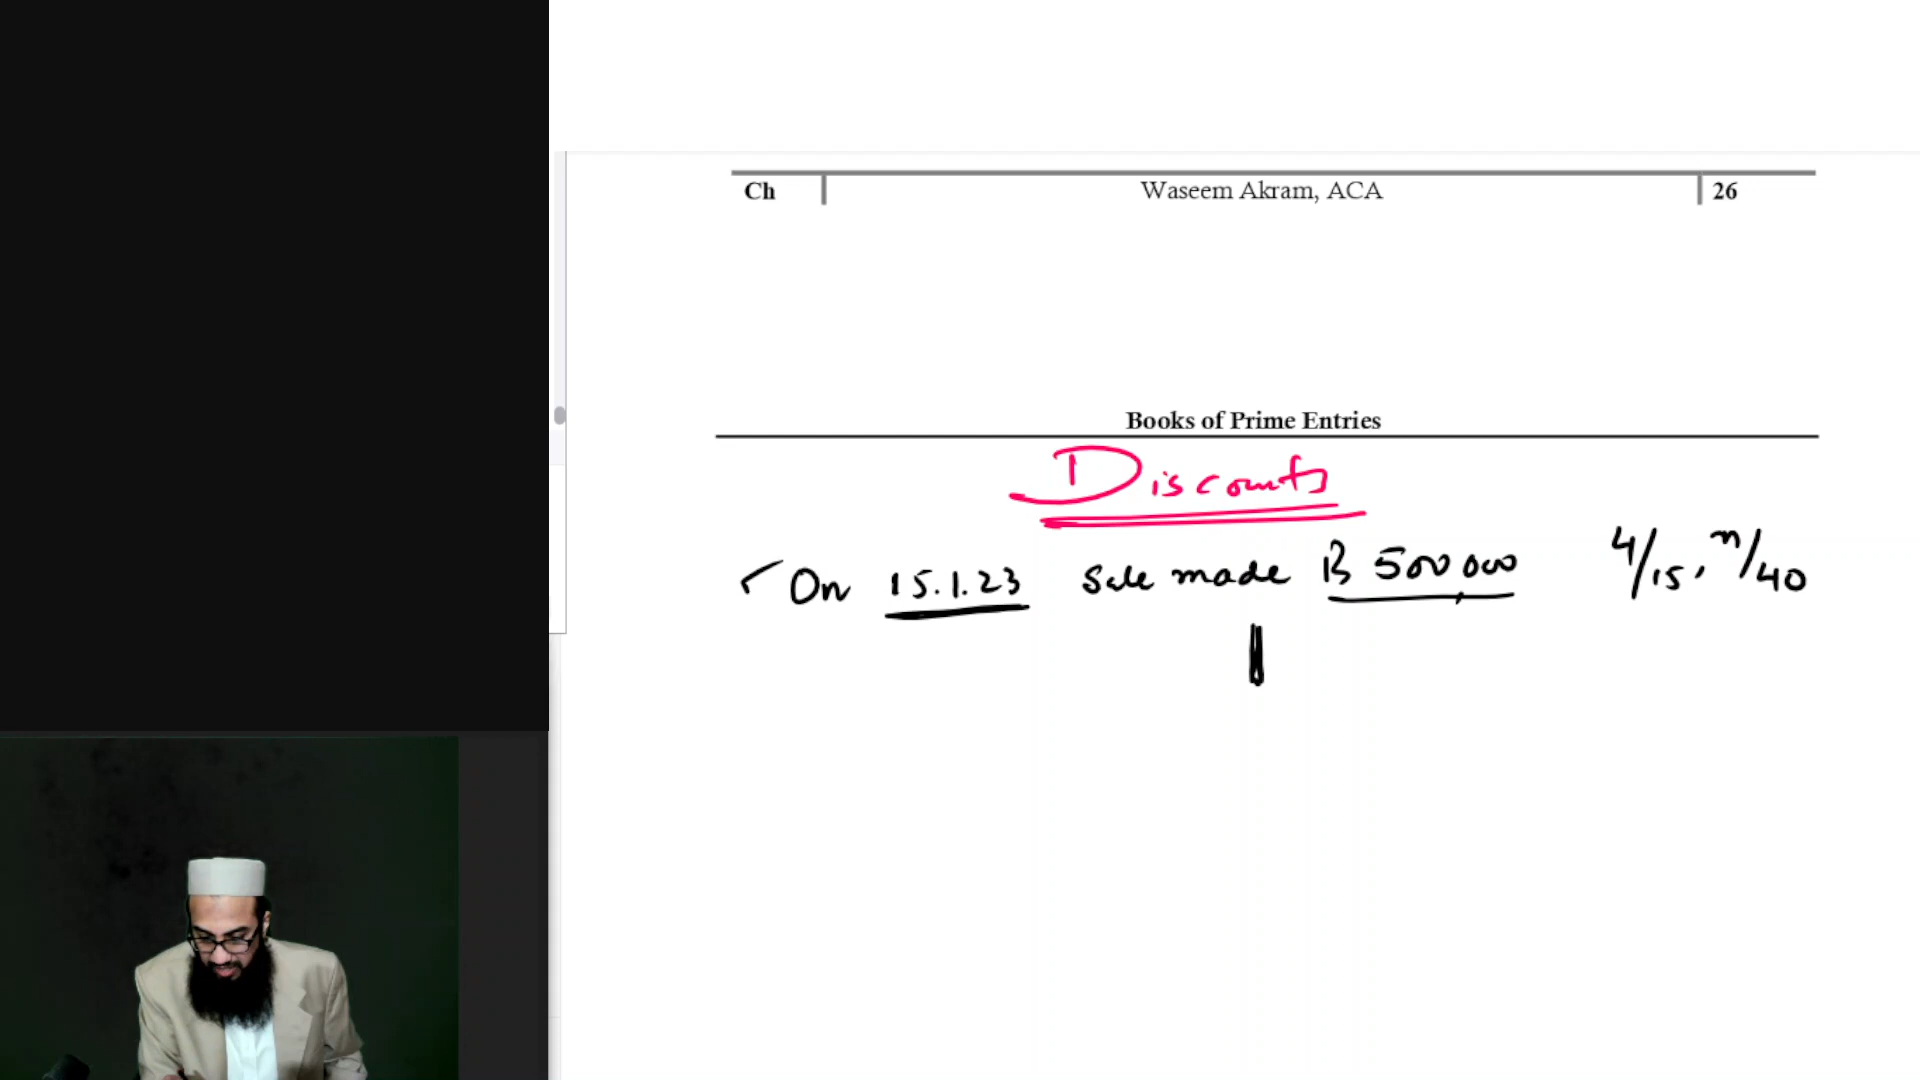 Ch Waseem Akram, ACA 26
Books of Prime Entries
Discounts
On 15.1.23 Sale made Rs 500,000 4/15, n/40